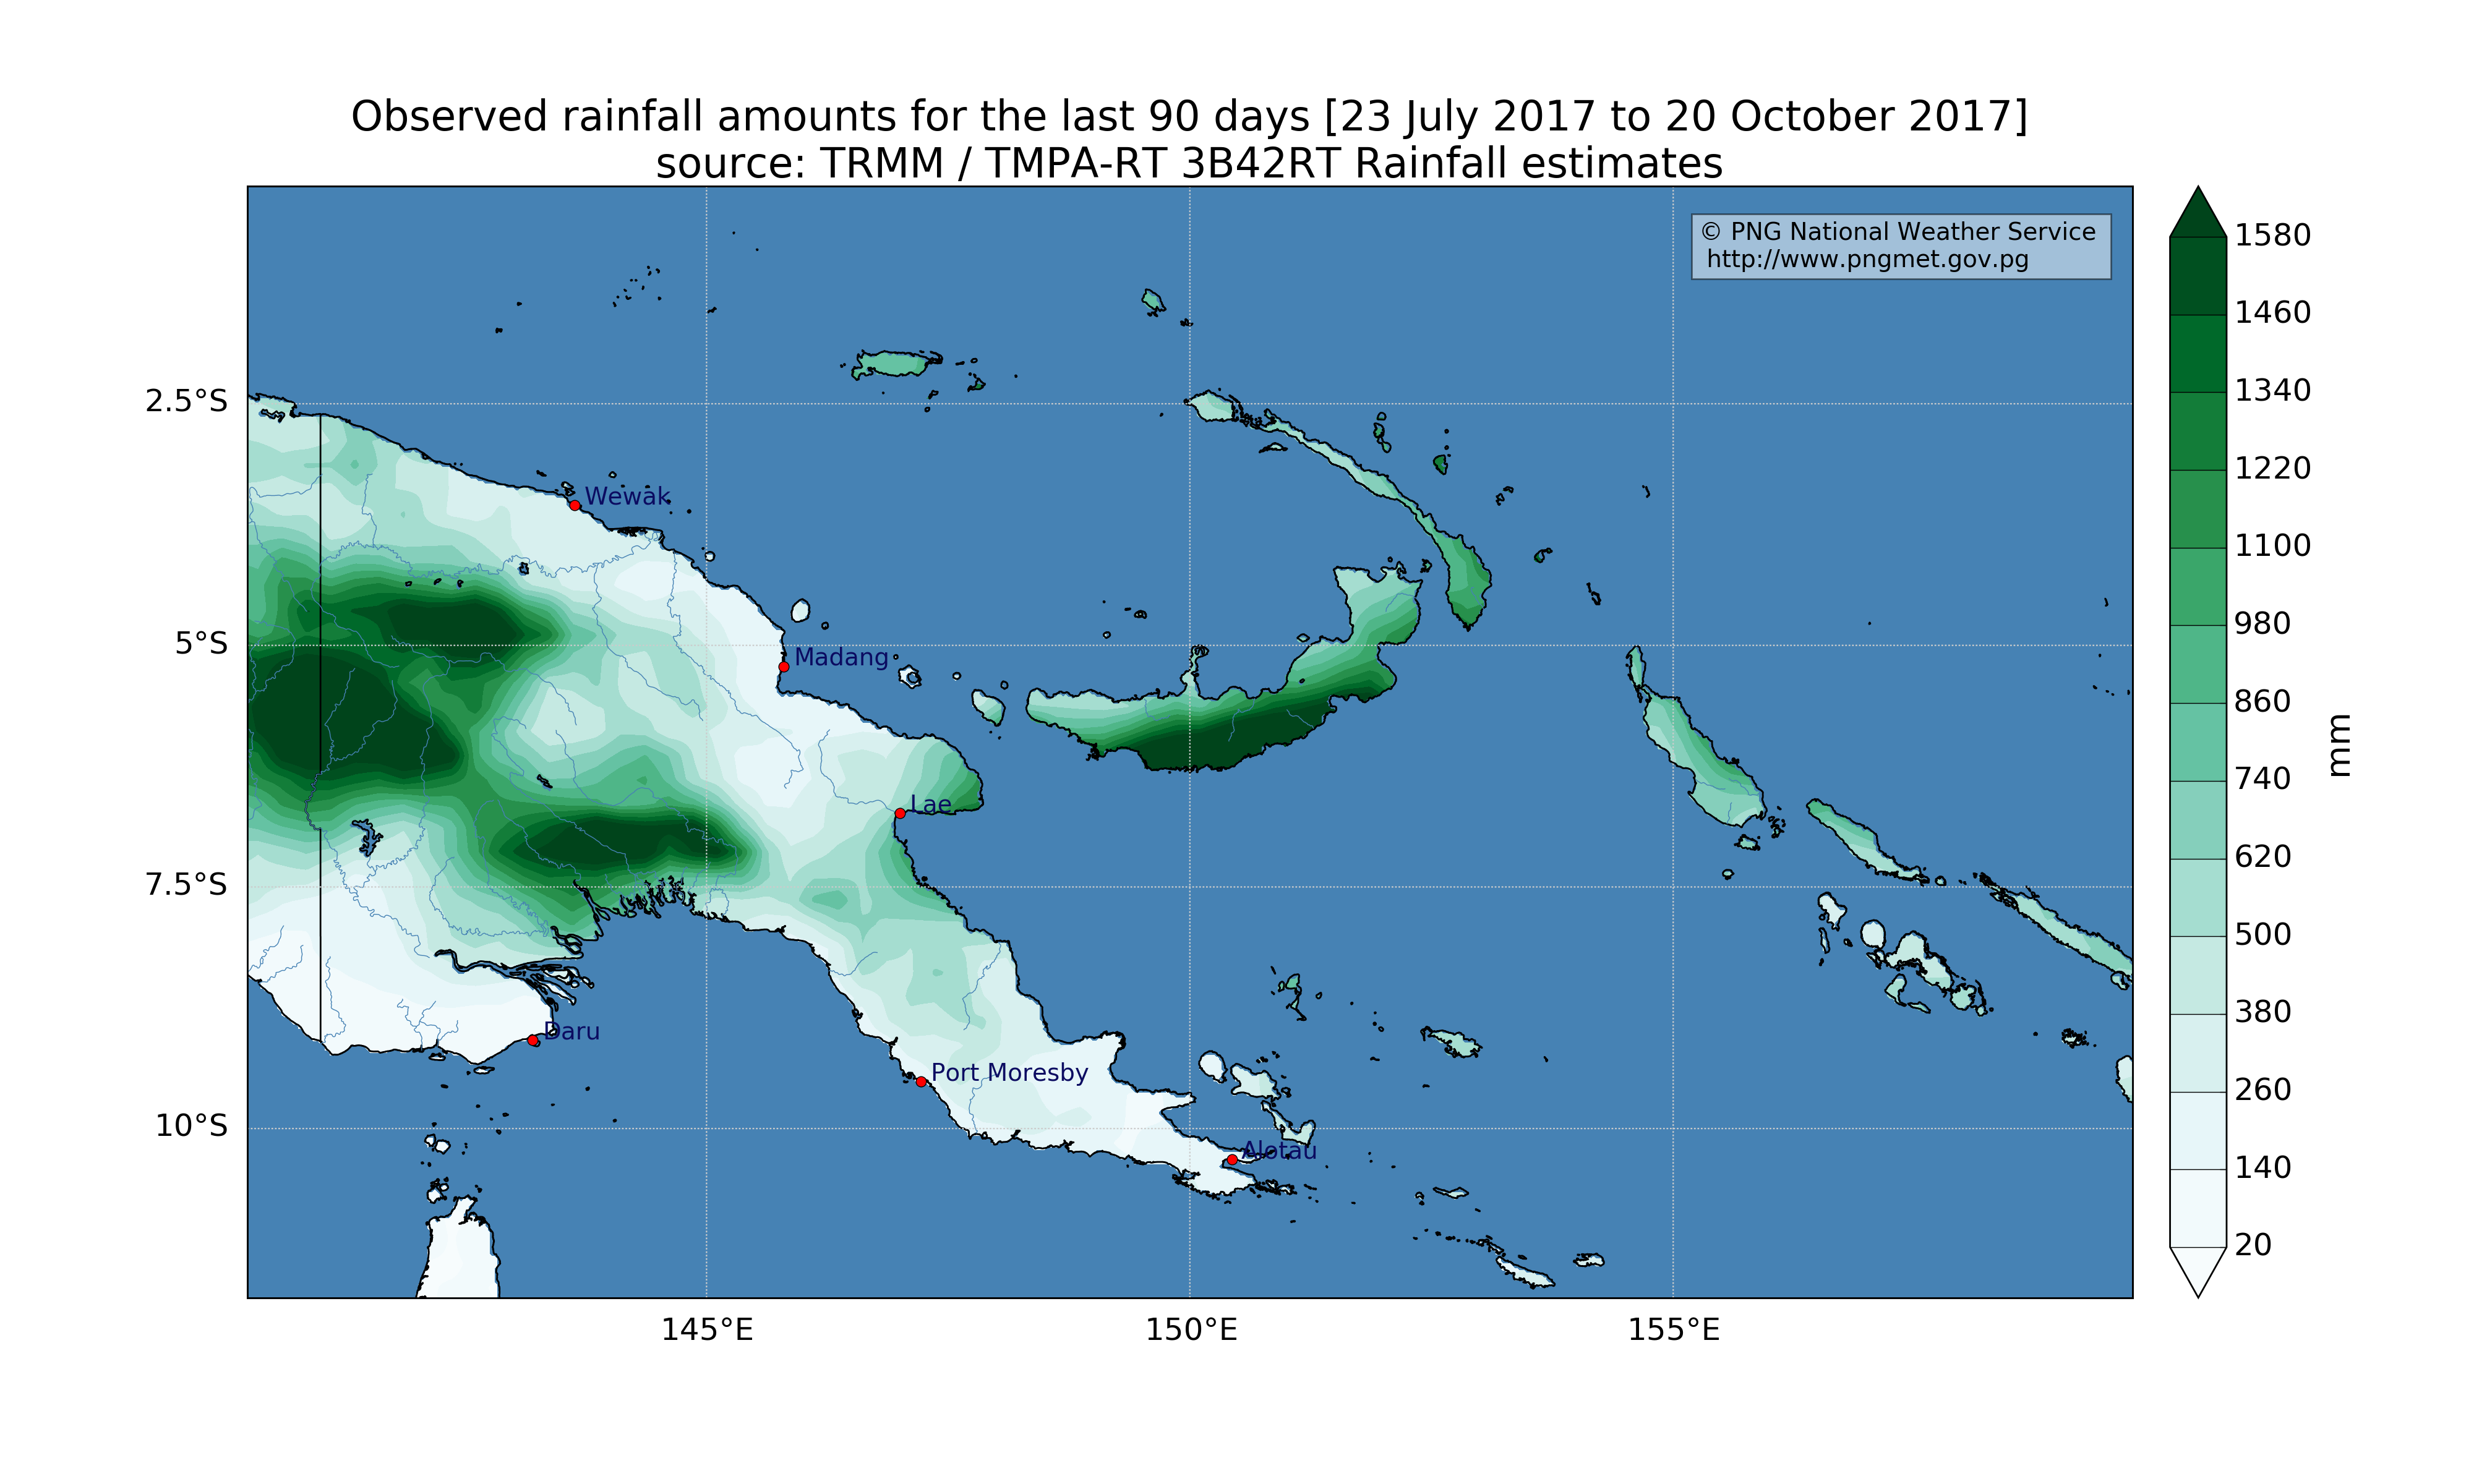 Observed rainfall amounts for the last 90 days [23 July 2017 to 20 October 2017]
source: TRMM / TMPA-RT 3B42RT Rainfall estimates
© PNG National Weather Service
http://www.pngmet.gov.pg
2.5°S
5°S
7.5°S
10°S
145°E
150°E
155°E
Wewak
Madang
Lae
Daru
Port Moresby
Alotau
1580
1460
1340
1220
1100
980
860
740
620
500
380
260
140
20
mm